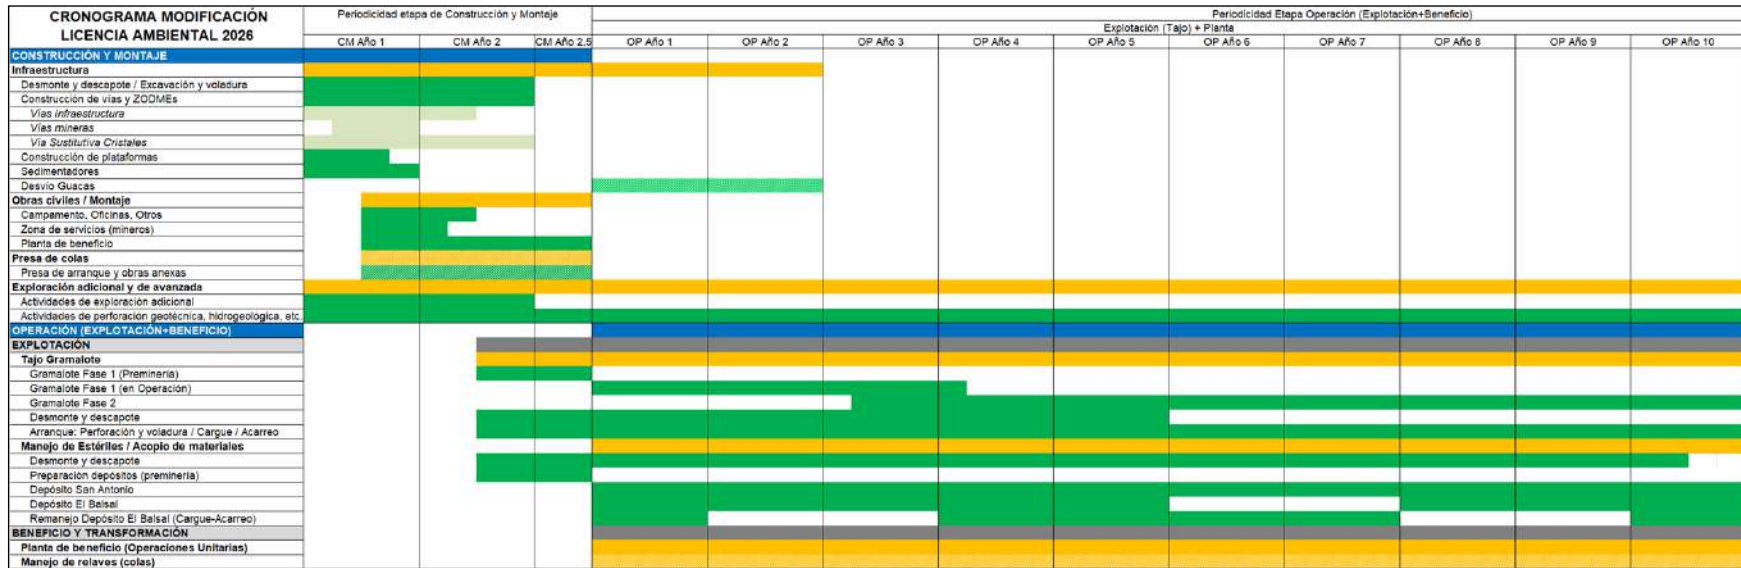 CRONOGRAMA MODIFICACIÓN
LICENCIA AMBIENTAL 2026
Periodicidad etapa de Construcción y Montaje
Periodicidad Etapa Operación (Explotación+Beneficio)
Explotación (Tajo) + Planta
CM Año 1 CM Año 2 CM Año 2,5 OP Año 1 OP Año 2 OP Año 3 OP Año 4 OP Año 5 OP Año 6 OP Año 7 OP Año 8 OP Año 9 OP Año 10
CONSTRUCCIÓN Y MONTAJE
Infraestructura
Desmonte y descapote / Excavación y voladura
Construcción de vías y ZODMEs
Vías infraestructura
Vías mineras
Vía Sustitutiva Cristales
Construcción de plataformas
Sedimentadores
Desvío Guacas
Obras civiles / Montaje
Campamento, Oficinas, Otros
Zona de servicios (mineros)
Planta de beneficio
Presa de colas
Presa de arranque y obras anexas
Exploración adicional y de avanzada
Actividades de exploración adicional
Actividades de perforación geotécnica, hidrogeológica, etc.
OPERACIÓN (EXPLOTACIÓN+BENEFICIO)
EXPLOTACIÓN
Tajo Gramalote
Gramalote Fase 1 (Preminería)
Gramalote Fase 1 (en Operación)
Gramalote Fase 2
Desmonte y descapote
Arranque: Perforación y voladura / Cargue / Acarreo
Manejo de Estériles / Acopio de materiales
Desmonte y descapote
Preparación depósitos (preminería)
Depósito San Antonio
Depósito El Balsal
Remanejo Depósito El Balsal (Cargue-Acarreo)
BENEFICIO Y TRANSFORMACIÓN
Planta de beneficio (Operaciones Unitarias)
Manejo de relaves (colas)